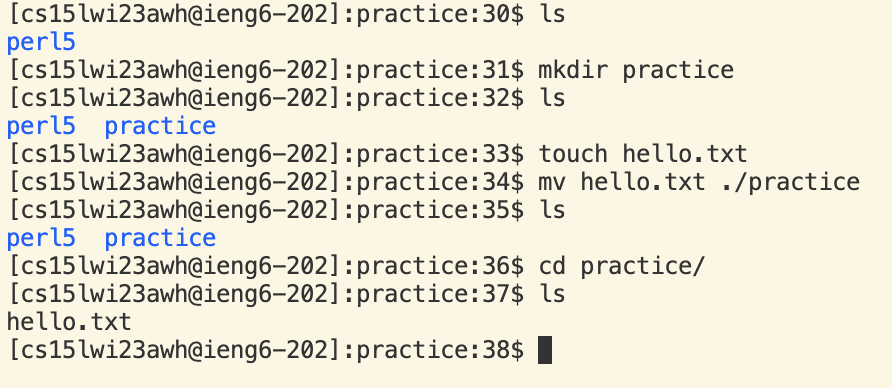 [cs15lwi23awh@ieng6-202]:practice:30$ ls
perl5
[cs15lwi23awh@ieng6-202]:practice:31$ mkdir practice
[cs15lwi23awh@ieng6-202]:practice:32$ ls
perl5  practice
[cs15lwi23awh@ieng6-202]:practice:33$ touch hello.txt
[cs15lwi23awh@ieng6-202]:practice:34$ mv hello.txt ./practice
[cs15lwi23awh@ieng6-202]:practice:35$ ls
perl5  practice
[cs15lwi23awh@ieng6-202]:practice:36$ cd practice/
[cs15lwi23awh@ieng6-202]:practice:37$ ls
hello.txt
[cs15lwi23awh@ieng6-202]:practice:38$